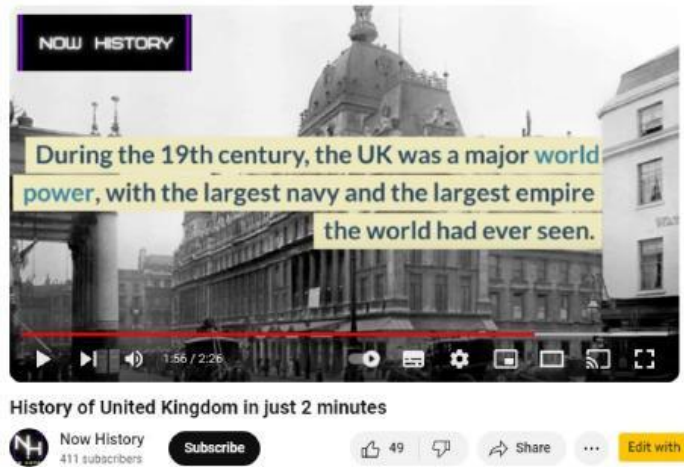 NOW HISTORY
During the 19th century, the UK was a major world
power, with the largest navy and the largest empire
the world had ever seen.
1:56 / 2:26
History of United Kingdom in just 2 minutes
NH Now History
411 subscribers
Subscribe
49
Share
Edit with